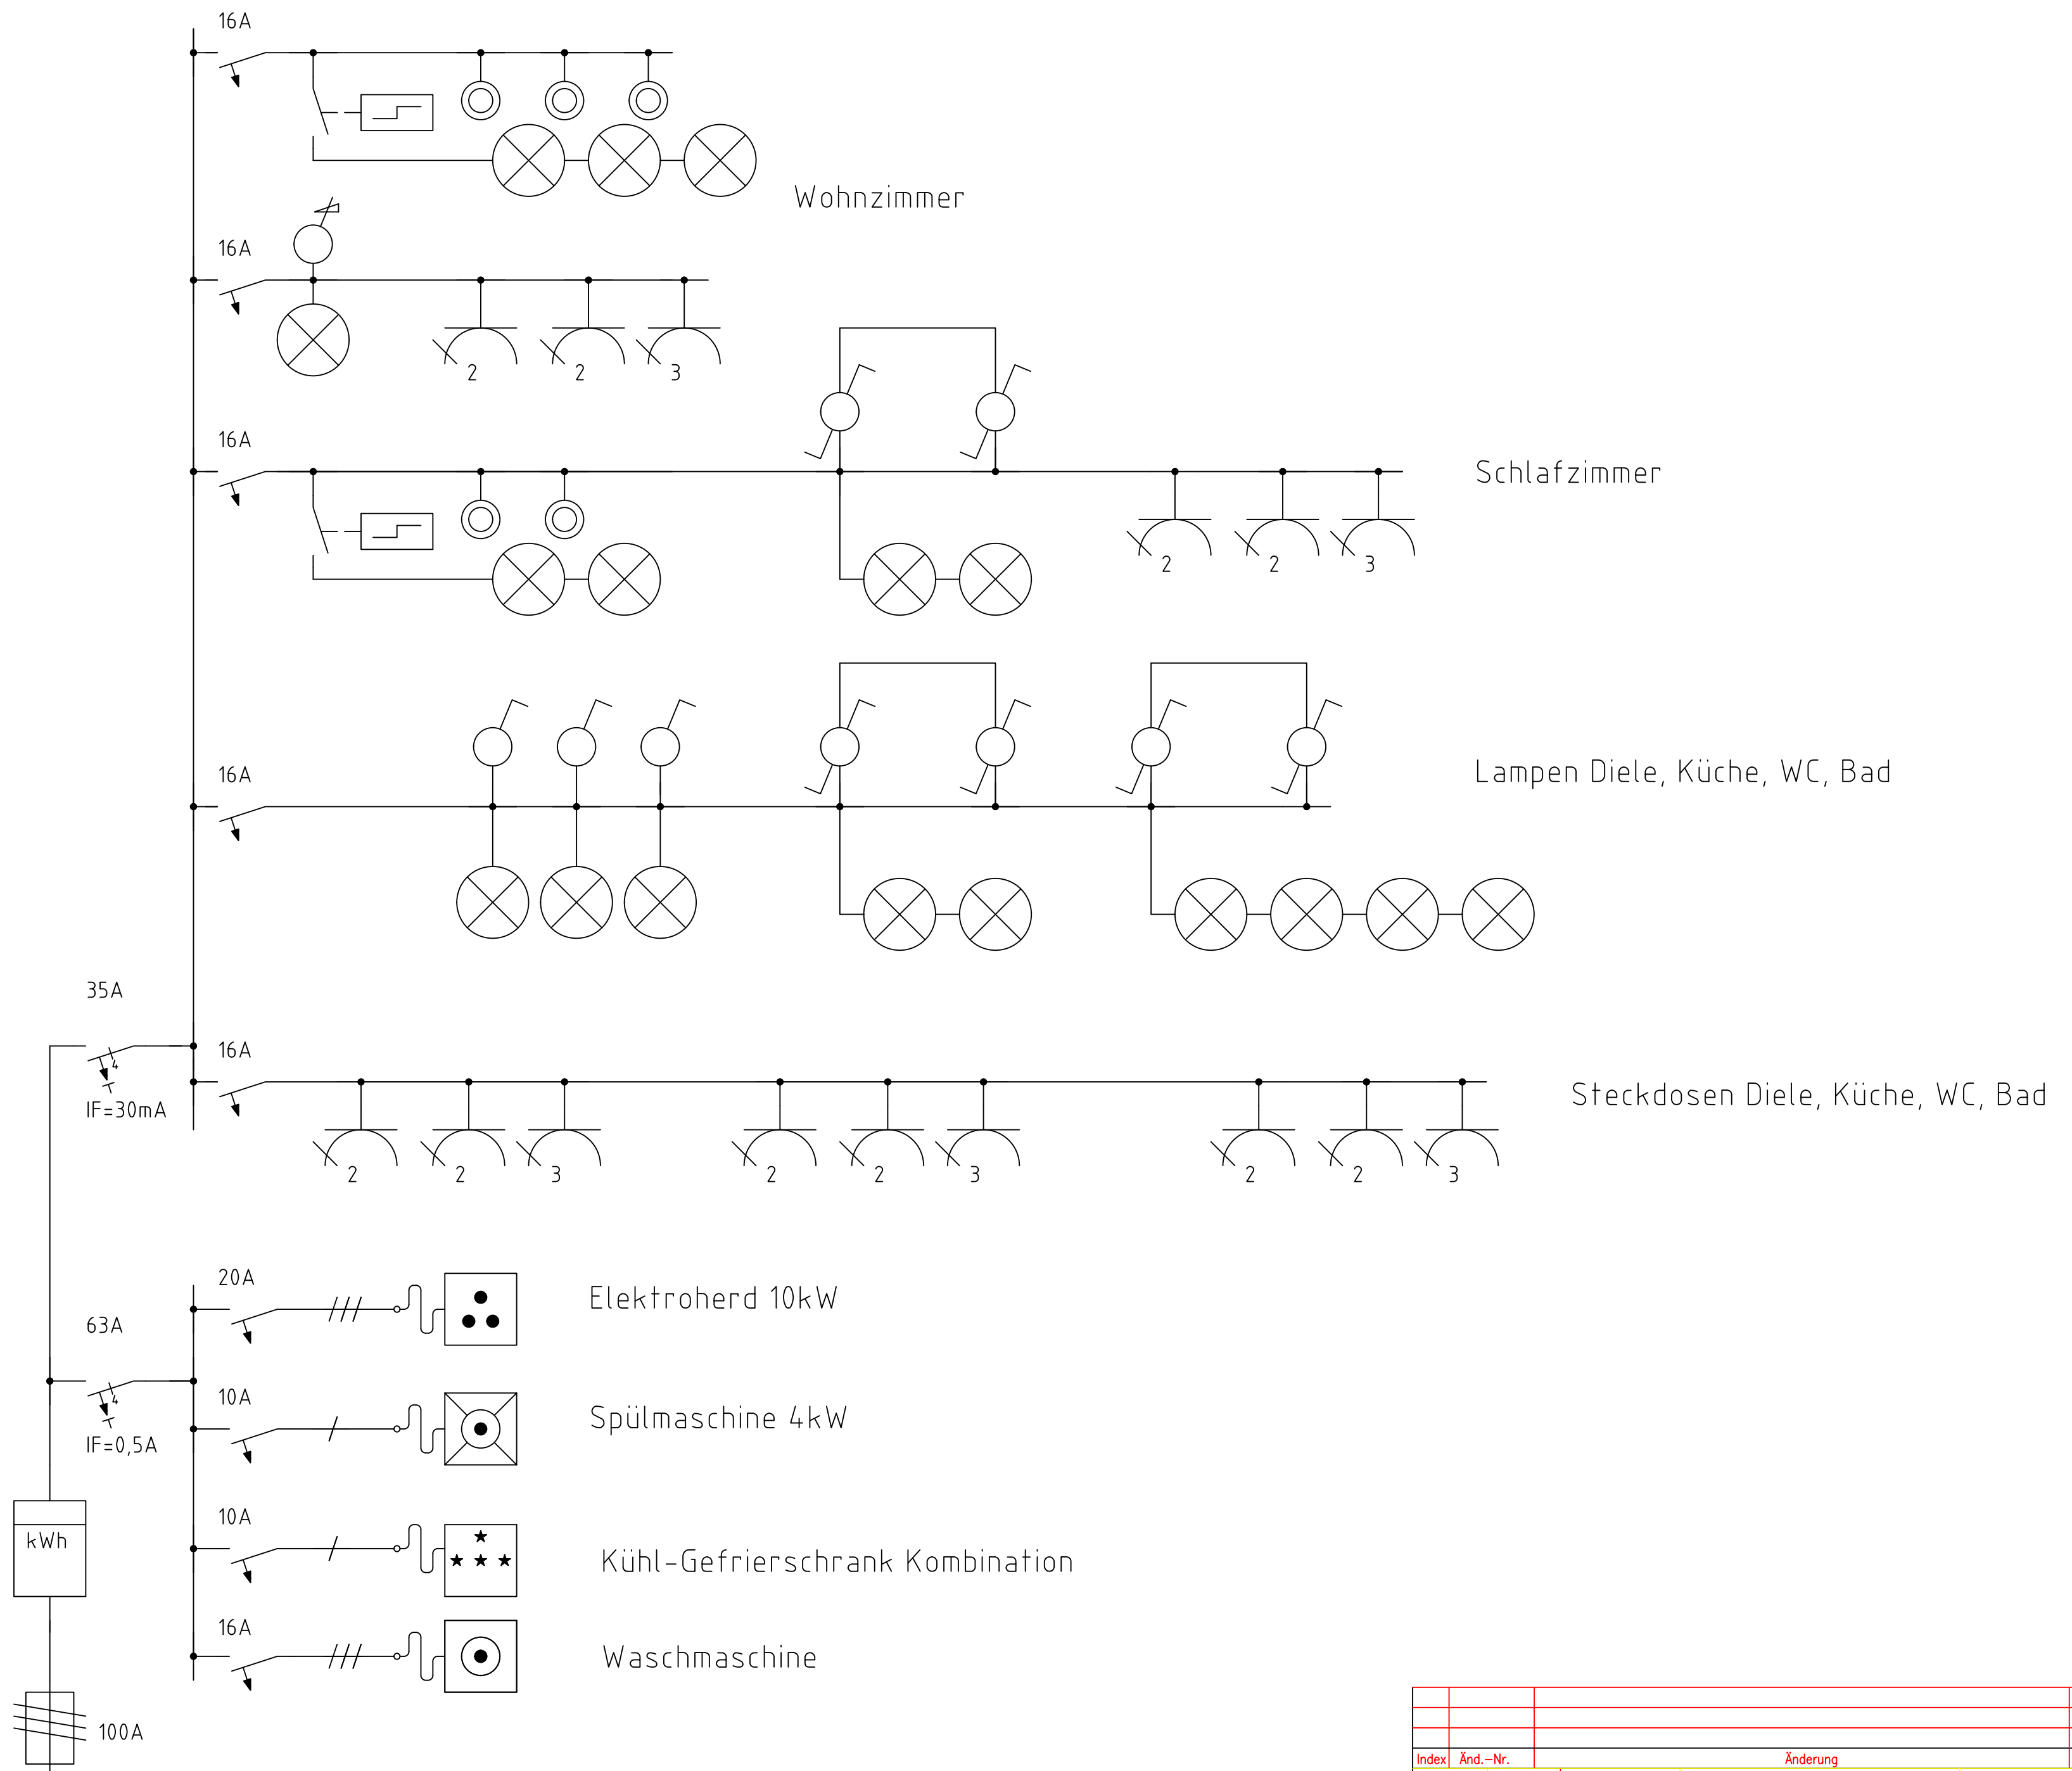 16A
Wohnzimmer
16A
2 2 3
16A
Schlafzimmer
2 2 3
16A
Lampen Diele, Küche, WC, Bad
35A
4
IF=30mA
16A
Steckdosen Diele, Küche, WC, Bad
2 2 3 2 2 3 2 2 3
20A
Elektroherd 10kW
63A
4
IF=0,5A
10A
Spülmaschine 4kW
10A
kWh
Kühl-Gefrierschrank Kombination
16A
Waschmaschine
100A
Index Änd.-Nr. Änderung